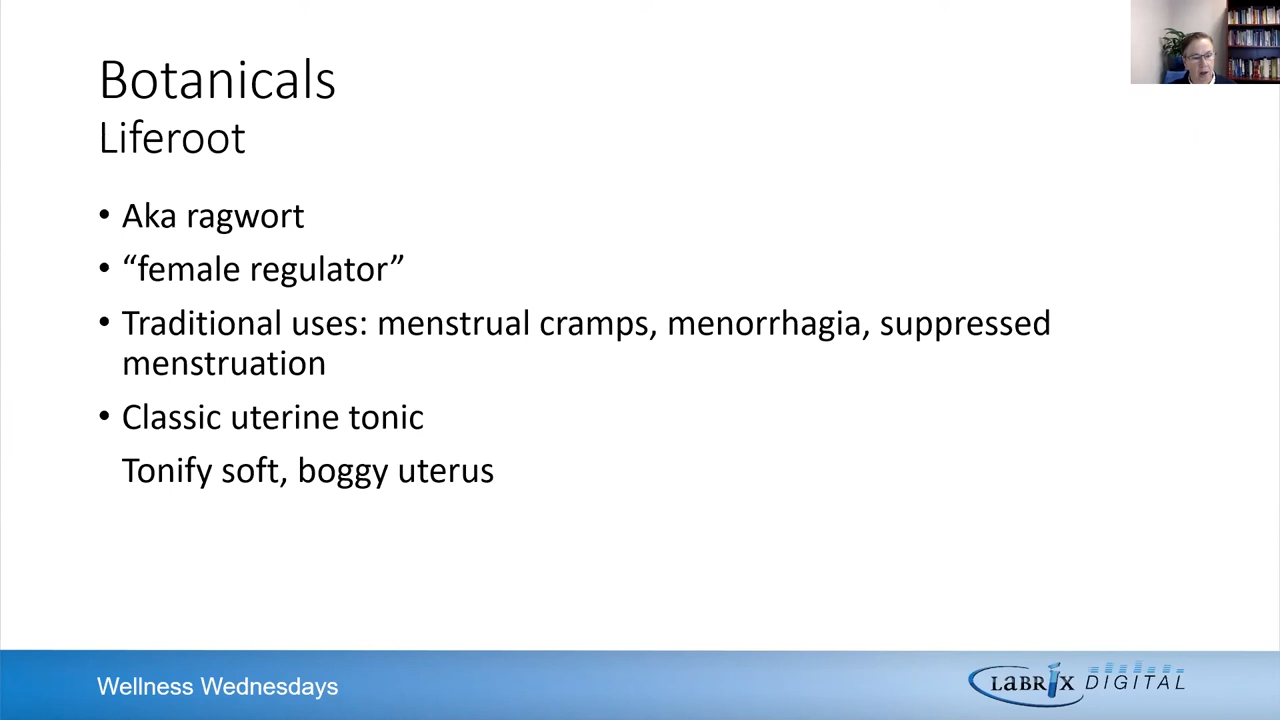 Botanicals
Liferoot
• Aka ragwort
• “female regulator”
• Traditional uses: menstrual cramps, menorrhagia, suppressed
menstruation
• Classic uterine tonic
Tonify soft, boggy uterus
Wellness Wednesdays
LABRIX DIGITAL